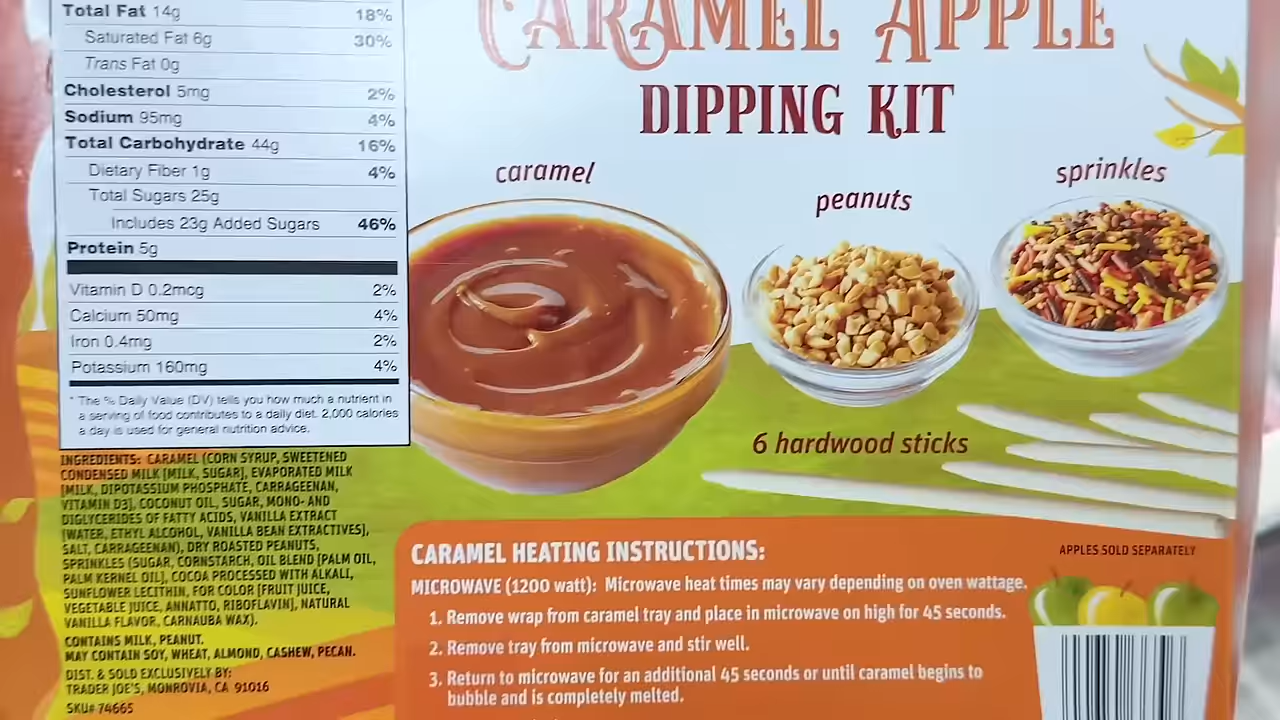 Total Fat 14g 18%
Saturated Fat 6g 30%
Trans Fat 0g
Cholesterol 5mg 2%
Sodium 95mg 4%
Total Carbohydrate 44g 16%
Dietary Fiber 1g 4%
Total Sugars 25g
Includes 23g Added Sugars 46%
Protein 5g
Vitamin D 0.2mcg 2%
Calcium 50mg 4%
Iron 0.4mg 2%
Potassium 160mg 4%
* The % Daily Value (DV) tells you how much a nutrient in
a serving of food contributes to a daily diet. 2,000 calories
a day is used for general nutrition advice.
INGREDIENTS: CARAMEL (CORN SYRUP, SWEETENED
CONDENSED MILK [MILK, SUGAR], EVAPORATED MILK
[MILK, DIPOTASSIUM PHOSPHATE, CARRAGEENAN,
VITAMIN D3], COCONUT OIL, SUGAR, MONO- AND
DIGLYCERIDES OF FATTY ACIDS, VANILLA EXTRACT
[WATER, ETHYL ALCOHOL, VANILLA BEAN EXTRACTIVES],
SALT, CARRAGEENAN), DRY ROASTED PEANUTS,
SPRINKLES (SUGAR, CORNSTARCH, OIL BLEND [PALM OIL,
PALM KERNEL OIL], COCOA PROCESSED WITH ALKALI,
SUNFLOWER LECITHIN, FOR COLOR [FRUIT JUICE,
VEGETABLE JUICE, ANNATTO, RIBOFLAVIN], NATURAL
VANILLA FLAVOR, CARNAUBA WAX).
CONTAINS MILK, PEANUT.
MAY CONTAIN SOY, WHEAT, ALMOND, CASHEW, PECAN.
DIST. & SOLD EXCLUSIVELY BY:
TRADER JOE'S, MONROVIA, CA 91016
SKU# 74665
CARAMEL APPLE
DIPPING KIT
caramel
peanuts
sprinkles
6 hardwood sticks
CARAMEL HEATING INSTRUCTIONS:
MICROWAVE (1200 watt): Microwave heat times may vary depending on oven wattage.
1. Remove wrap from caramel tray and place in microwave on high for 45 seconds.
2. Remove tray from microwave and stir well.
3. Return to microwave for an additional 45 seconds or until caramel begins to
bubble and is completely melted.
APPLES SOLD SEPARATELY